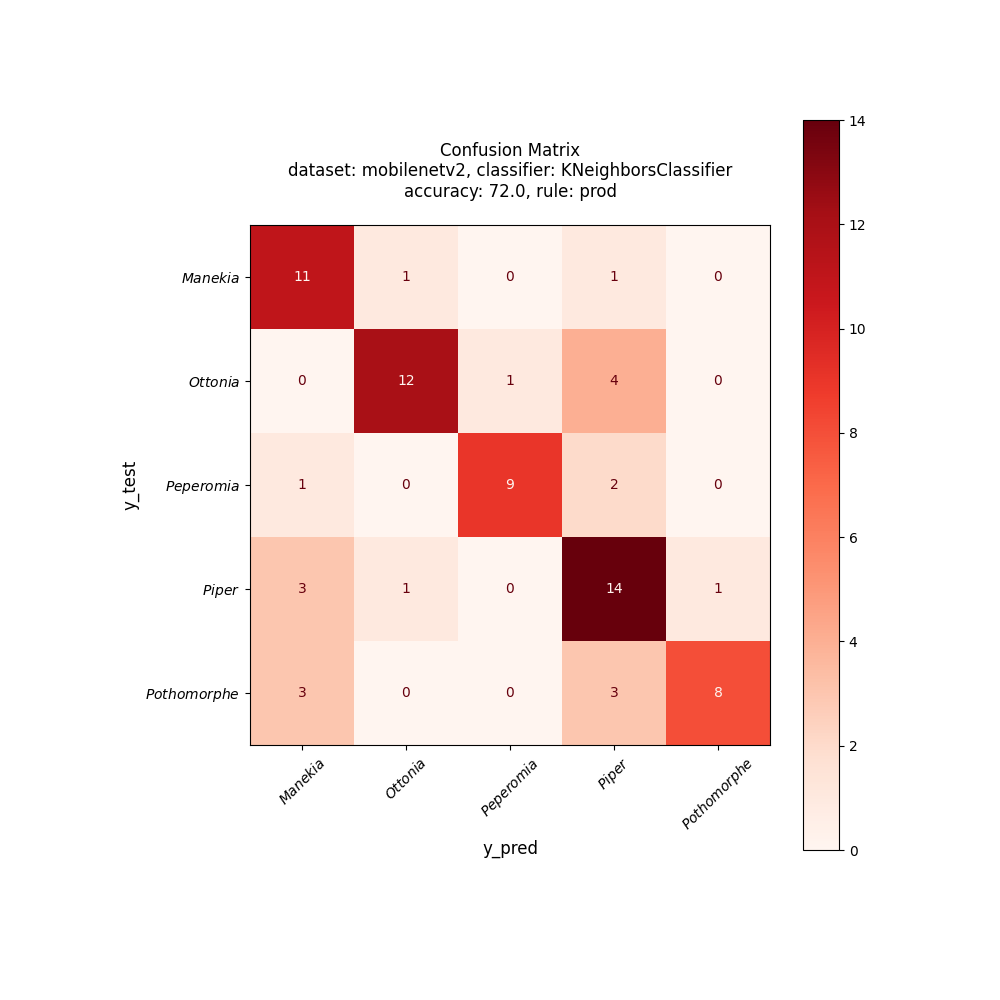 Confusion Matrix
dataset: mobilenetv2, classifier: KNeighborsClassifier
accuracy: 72.0, rule: prod
Manekia 11 1 0 1 0
Ottonia 0 12 1 4 0
Peperomia 1 0 9 2 0
Piper 3 1 0 14 1
Pothomorphe 3 0 0 3 8
y_test
Manekia Ottonia Peperomia Piper Pothomorphe
y_pred
14
12
10
8
6
4
2
0